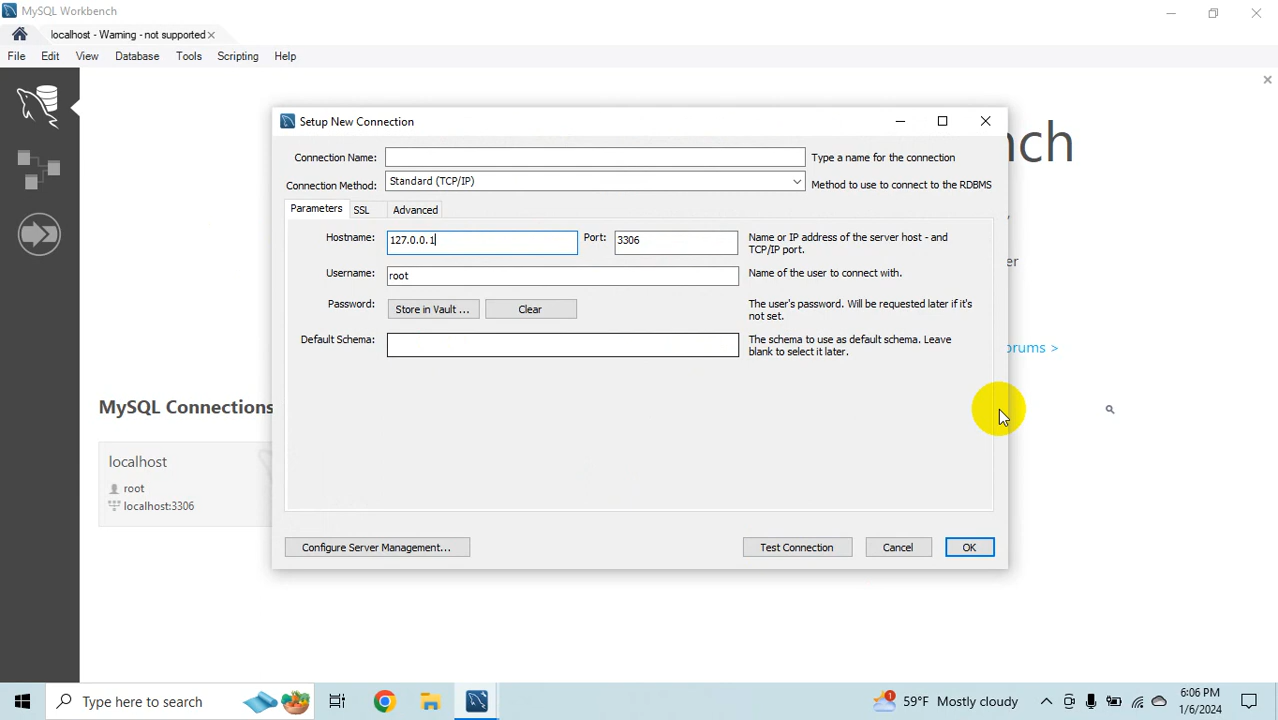 MySQL Workbench
localhost - Warning - not supported
File Edit View Database Tools Scripting Help
nch
Setup New Connection
Connection Name: Type a name for the connection
Connection Method: Standard (TCP/IP) Method to use to connect to the RDBMS
Parameters SSL Advanced
Hostname: 127.0.0.1 Port: 3306 Name or IP address of the server host - and
TCP/IP port.
er
Username: root Name of the user to connect with.
Password: Store in Vault ... Clear The user's password. Will be requested later if it's
not set.
Default Schema: The schema to use as default schema. Leave
blank to select it later.
orums >
MySQL Connections
localhost
root
localhost:3306
Configure Server Management... Test Connection Cancel OK
Type here to search
1
59°F Mostly cloudy
6:06 PM
1/6/2024